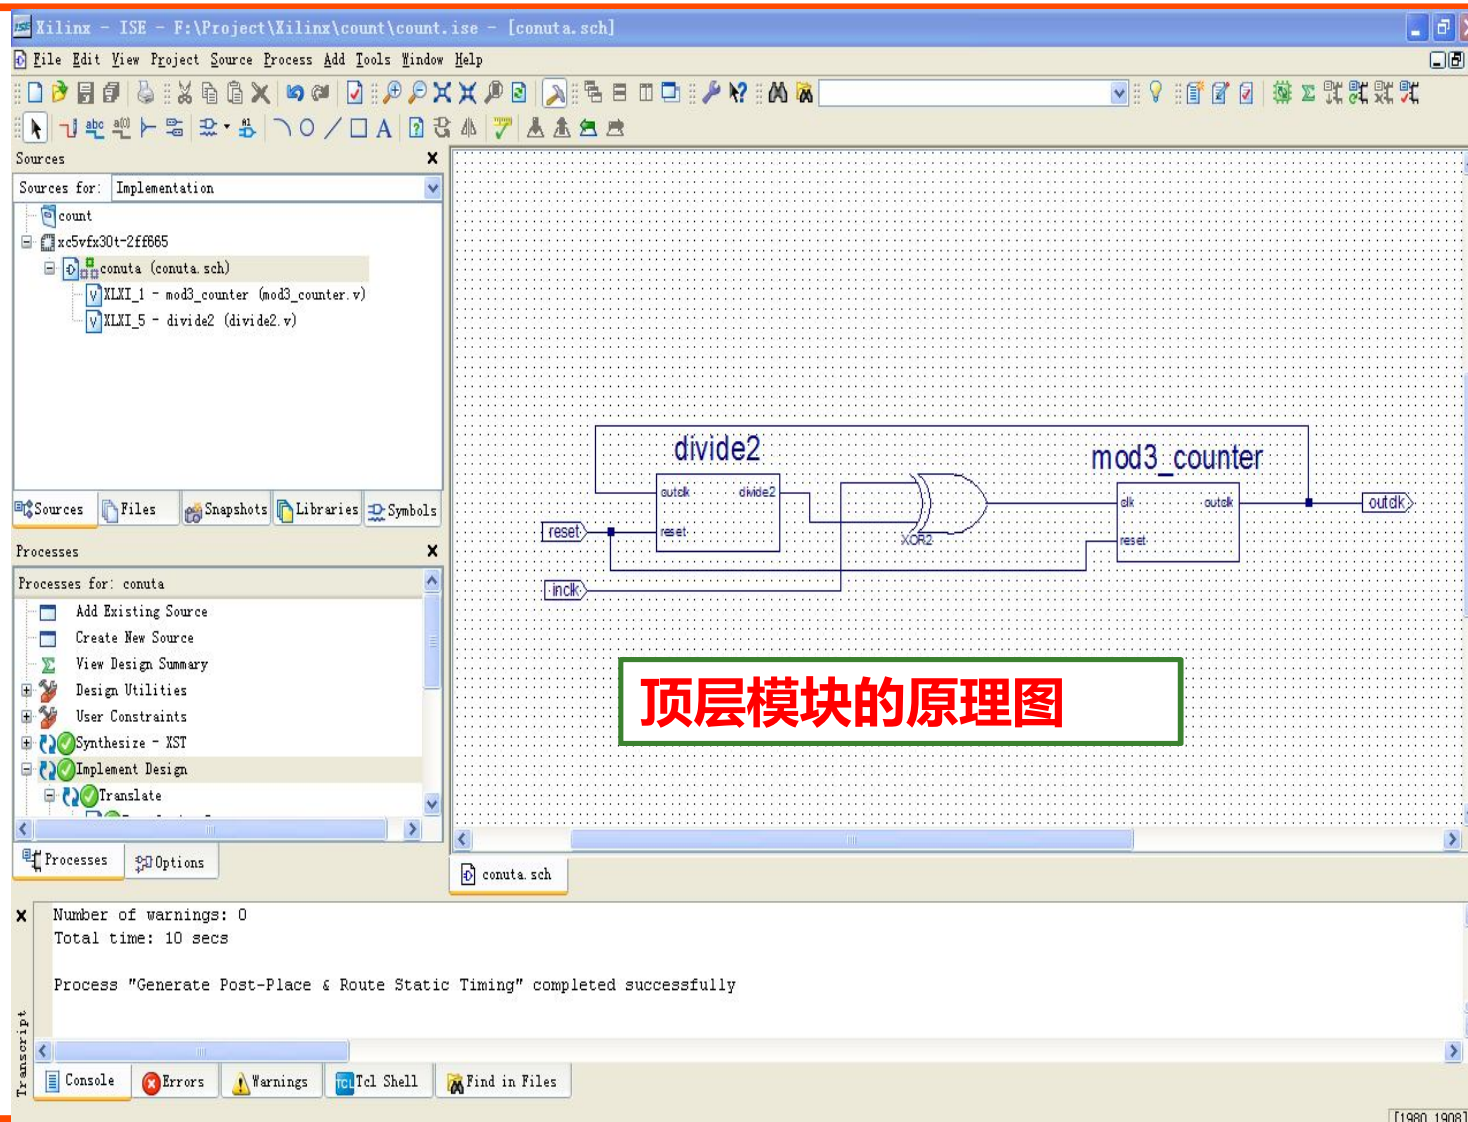 Xilinx - ISE - F:\Project\Xilinx\count\count.ise - [conuta.sch]
File Edit View Project Source Process Add Tools Window Help
Sources
Sources for: Implementation
count
xc5vfx30t-2ff665
conuta (conuta.sch)
XLXI_1 - mod3_counter (mod3_counter.v)
XLXI_5 - divide2 (divide2.v)
Sources Files Snapshots Libraries Symbols
Processes
Processes for: conuta
Add Existing Source
Create New Source
View Design Summary
Design Utilities
User Constraints
Synthesize - XST
Implement Design
Translate
Processes Options
divide2
outclk divide2
reset
XOR2
mod3_counter
clk outclk
reset
reset
inclk
outclk
顶层模块的原理图
conuta.sch
Number of warnings: 0
Total time: 10 secs
Process "Generate Post-Place & Route Static Timing" completed successfully
Transcript
Console Errors Warnings Tcl Shell Find in Files
[1980,1908]